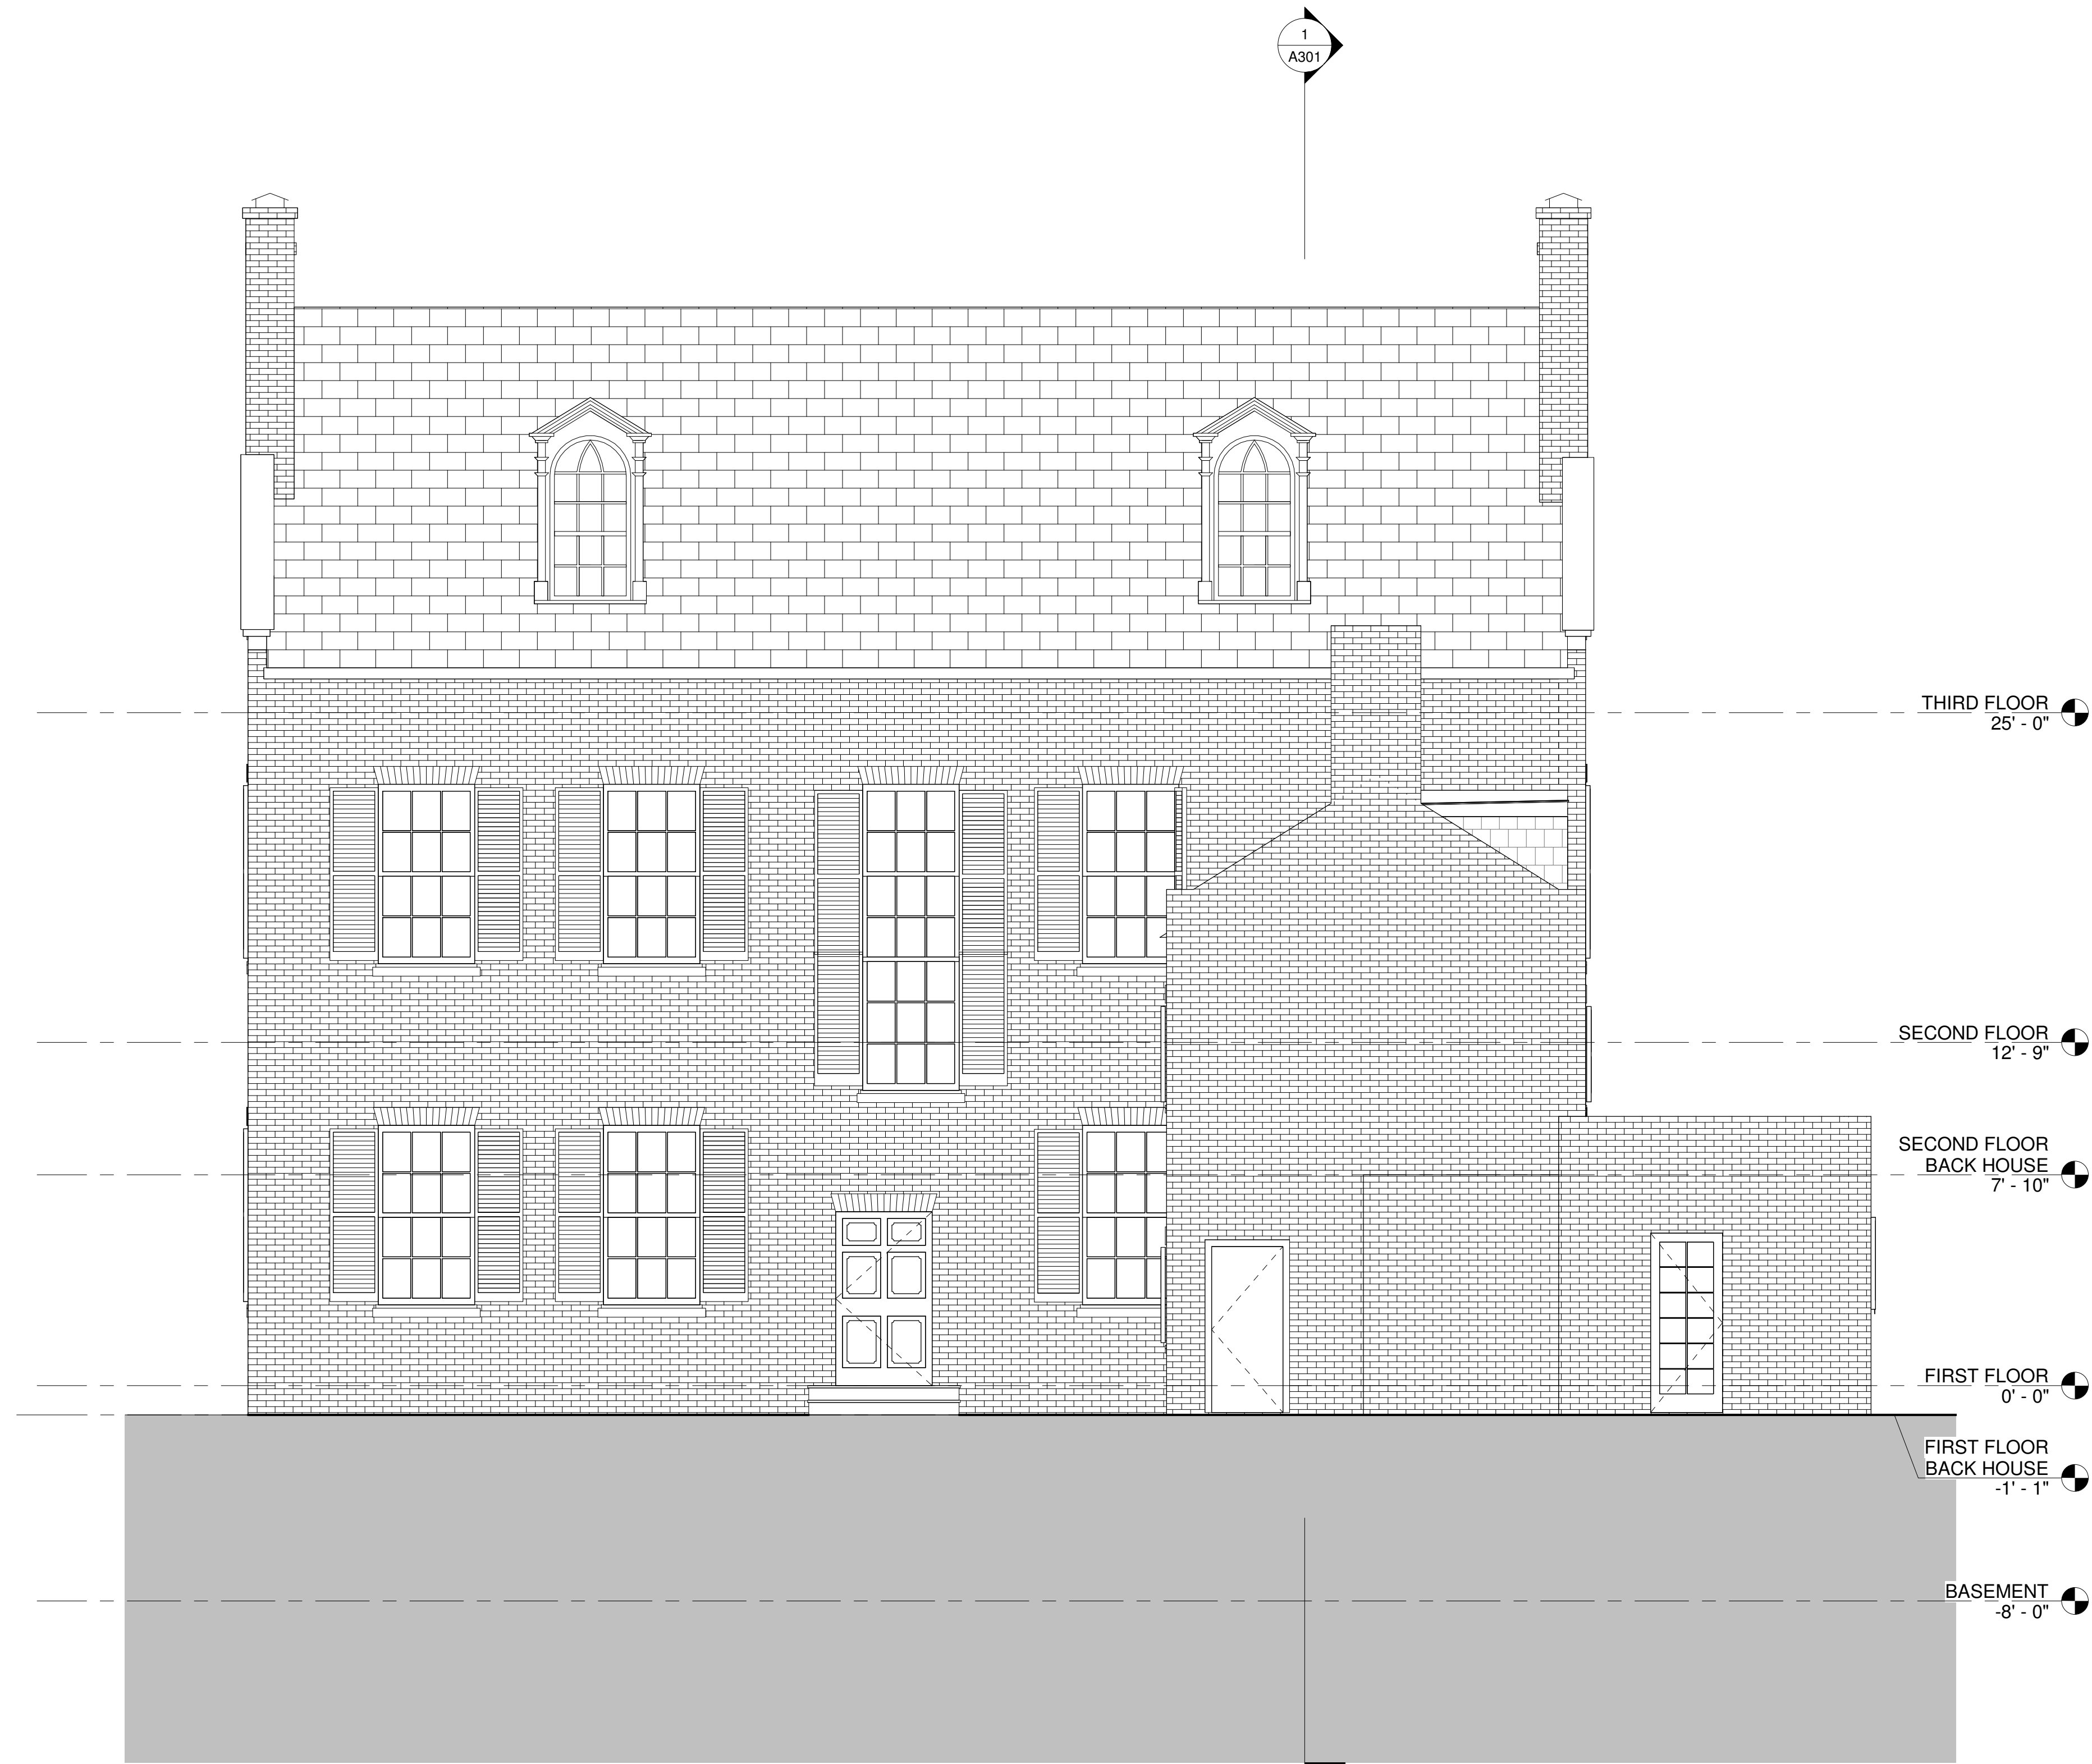 1
A301
THIRD FLOOR
25' - 0"
SECOND FLOOR
12' - 9"
SECOND FLOOR
BACK HOUSE
7' - 10"
FIRST FLOOR
0' - 0"
FIRST FLOOR
BACK HOUSE
-1' - 1"
BASEMENT
-8' - 0"